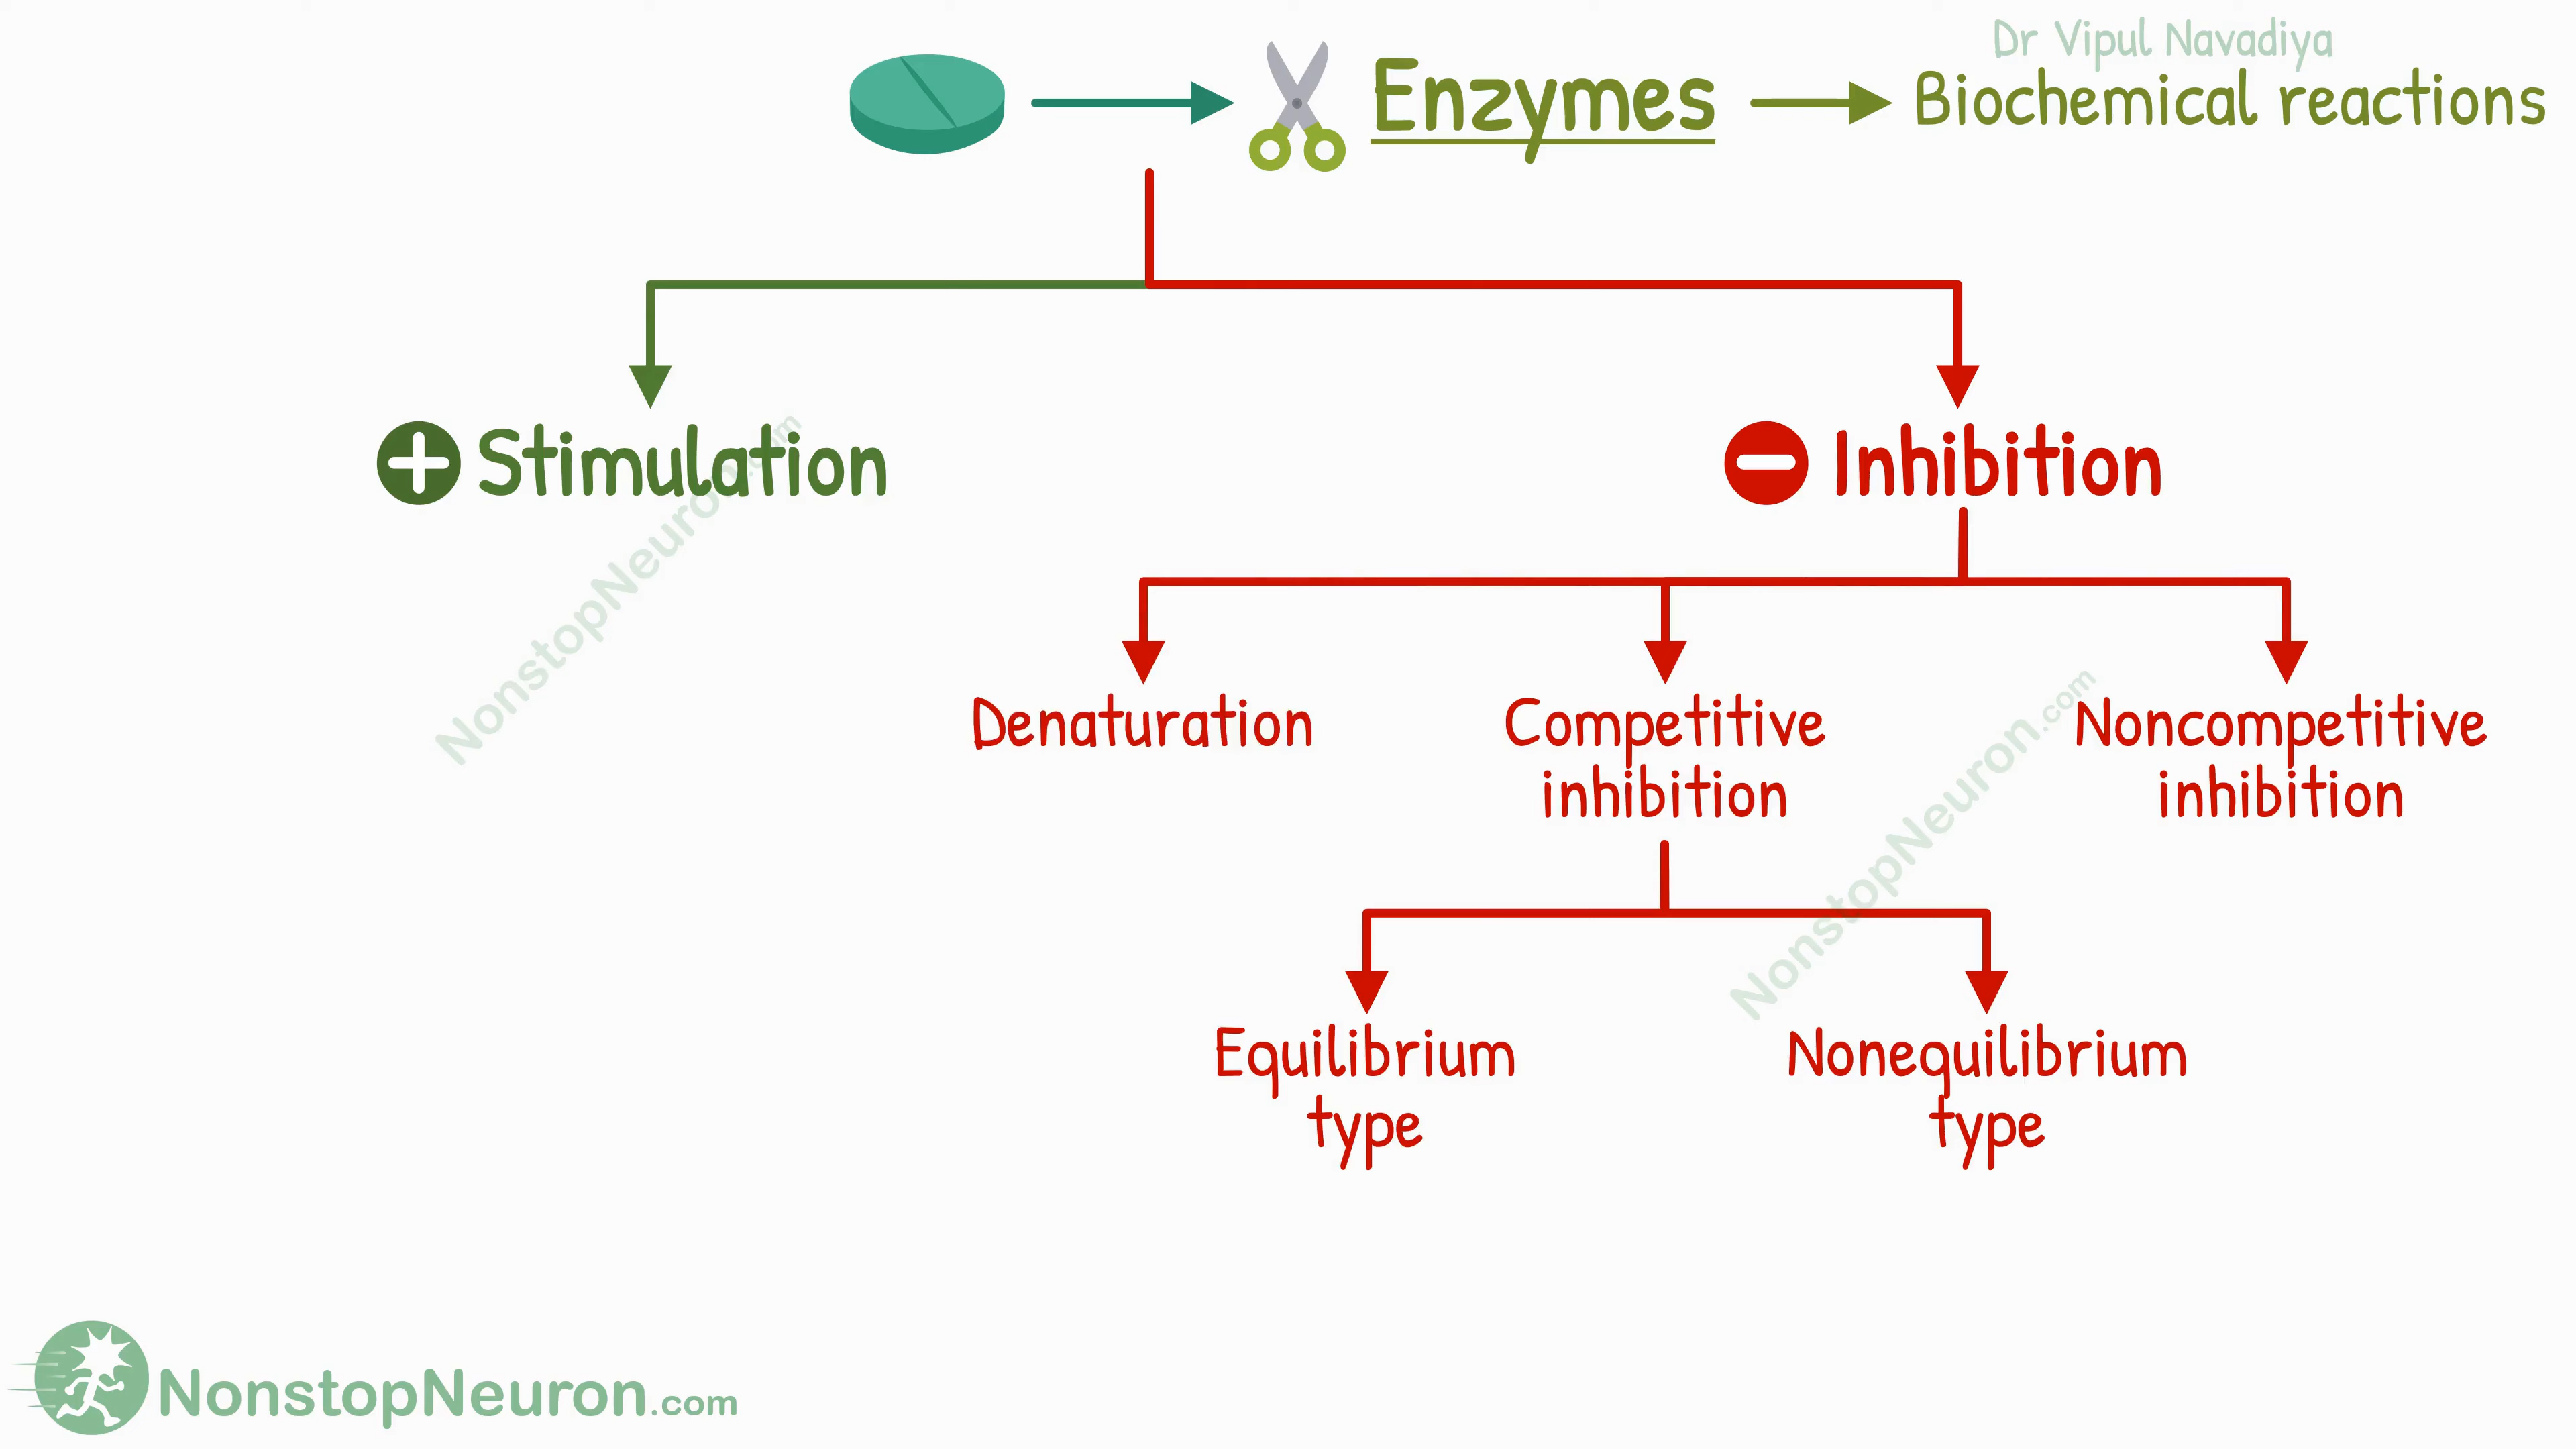 Dr Vipul Navadiya
Enzymes
Biochemical reactions
Stimulation
Inhibition
NonstopNeuron.com
Denaturation
Competitive
inhibition
Noncompetitive
inhibition
NonstopNeuron.com
Equilibrium
type
Nonequilibrium
type
NonstopNeuron.com